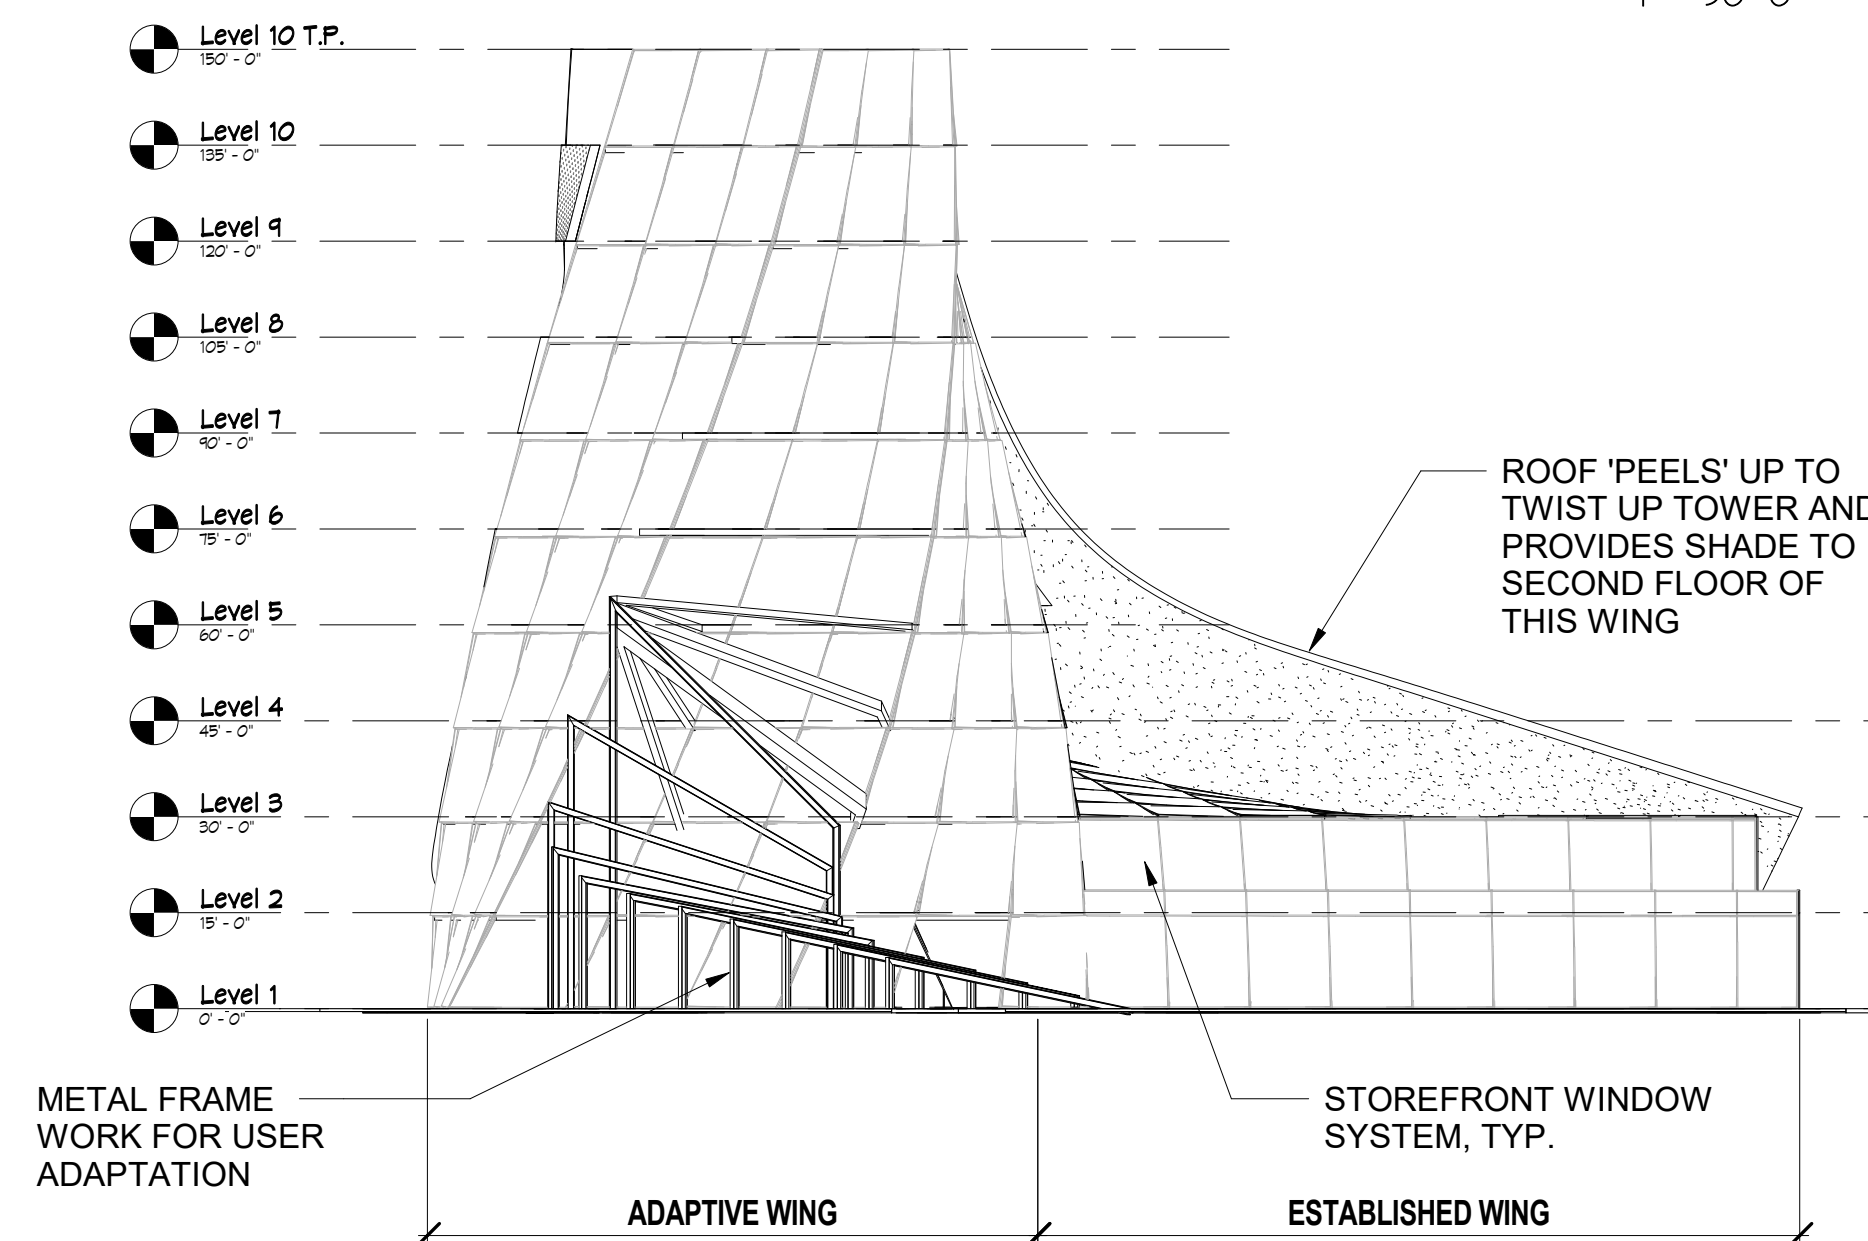 Level 10 T.P.
150' - 0"
Level 10
135' - 0"
Level 9
120' - 0"
Level 8
105' - 0"
Level 7
90' - 0"
Level 6
75' - 0"
Level 5
60' - 0"
Level 4
45' - 0"
Level 3
30' - 0"
Level 2
15' - 0"
Level 1
0' - 0"
ROOF 'PEELS' UP TO
TWIST UP TOWER AND
PROVIDES SHADE TO
SECOND FLOOR OF
THIS WING
METAL FRAME
WORK FOR USER
ADAPTATION
STOREFRONT WINDOW
SYSTEM, TYP.
ADAPTIVE WING
ESTABLISHED WING